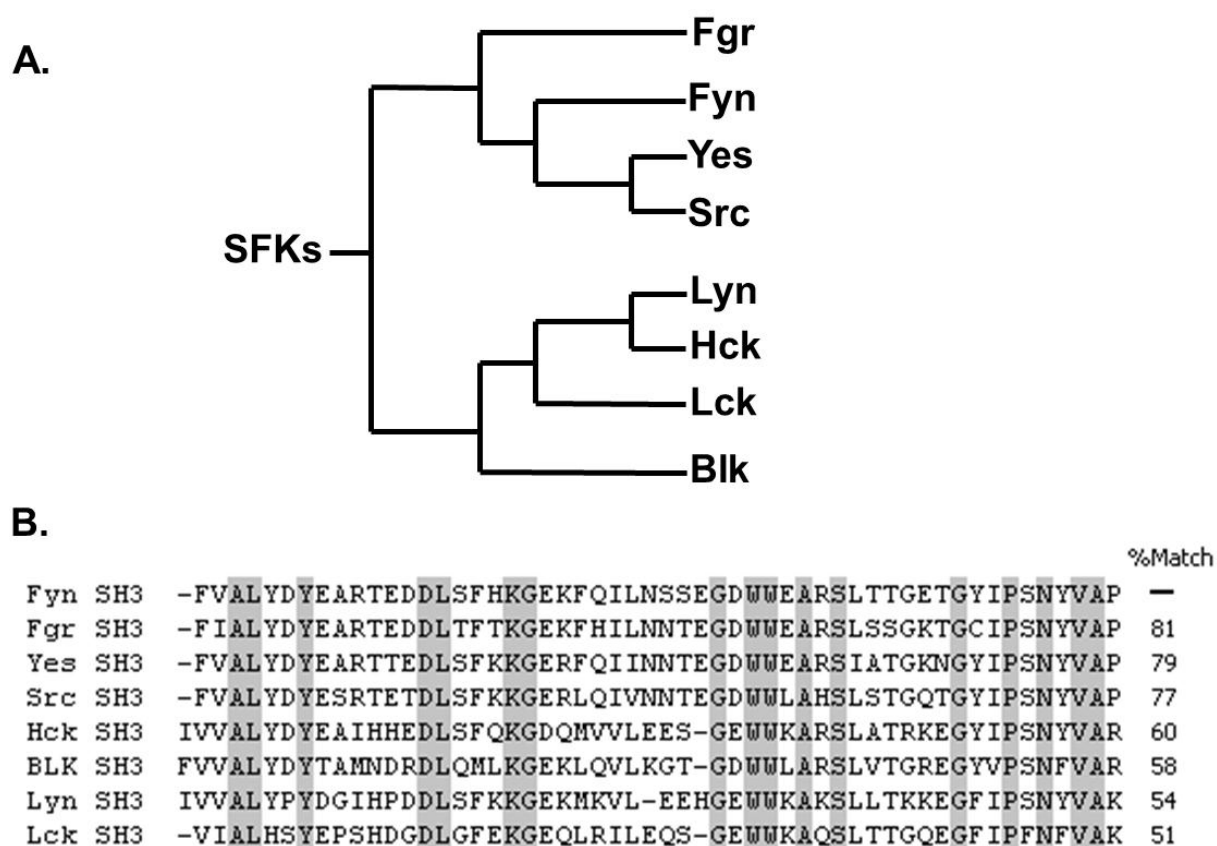 A.
Fgr
Fyn
Yes
Src
SFKs
Lyn
Hck
Lck
Blk
B.
%Match
Fyn SH3 -FVALYDYEARTEDDLSFHKGEKFQILNSSEGDWWEARSLTTGETGYIPSNYVAP —
Fgr SH3 -FIALYDYEARTEDDLTFTKGEKFHILNNTEGDWWEARSLSSGKTGCIPSNYVAP 81
Yes SH3 -FVALYDYEARTTEDLSFKKGERFQIINNTEGDWWEARSIATGKNGYIPSNYVAP 79
Src SH3 -FVALYDYESRTETDLSFKKGERLQIVNNTEGDWWLAHSLSTGQTGYIPSNYVAP 77
Hck SH3 IVVALYDYEAIHHEDLSFQKGDQMVVLEES-GEWWKARSLATRKEGYIPSNYVAR 60
BLK SH3 FVVALYDYTAMNDRDLQMLKGEKLQVLKGT-GDWWLARSLVTGREGYVPSNFVAR 58
Lyn SH3 IVVALYPYDGIHPDDLSFKKGEKMKVL-EEHGEWWKAKSLLTKKEGFIPSNYVAK 54
Lck SH3 -VIALHSYEPSHDGDLGFEKGEQLRILEQS-GEWWKAQSLTTGQEGFIPFNFVAK 51